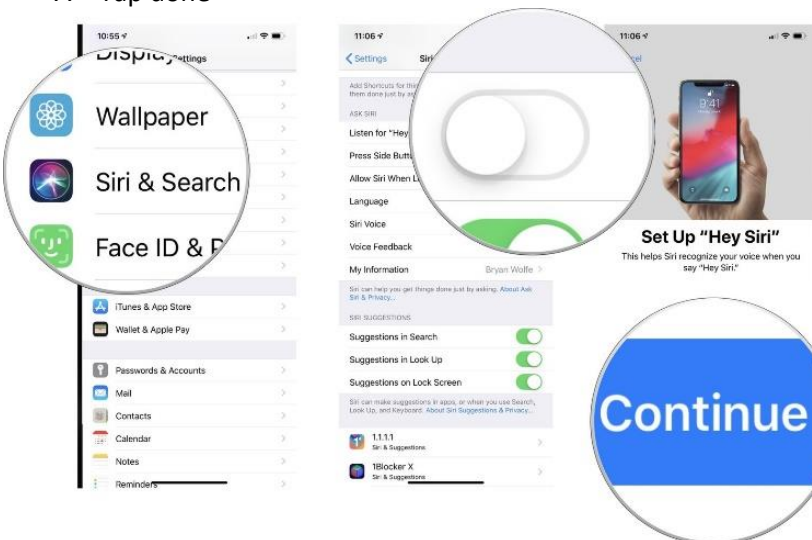 10:55
Settings
Wallpaper
Siri & Search
Face ID & P
iTunes & App Store
Wallet & Apple Pay
Passwords & Accounts
Mail
Contacts
Calendar
Notes
Reminders
11:06
Settings
Add Shortcuts for
them done just by
ASK SIRI
Listen for "Hey
Press Side
Allow Siri When
Language
Siri Voice
Voice Feedback
My Information Bryan Wolfe
Siri can help you get things done just by asking. About Ask
Siri & Privacy...
SIRI SUGGESTIONS
Suggestions in Search
Suggestions in Look Up
Suggestions on Lock Screen
Siri can make suggestions in apps, or when you use Search,
Look Up, and Keyboard. About Siri Suggestions & Privacy...
1.1.1.1
Siri & Suggestions
1Blocker X
Siri & Suggestions
11:06
9:41
Set Up "Hey Siri"
This helps Siri recognize your voice when you
say "Hey Siri."
Continue